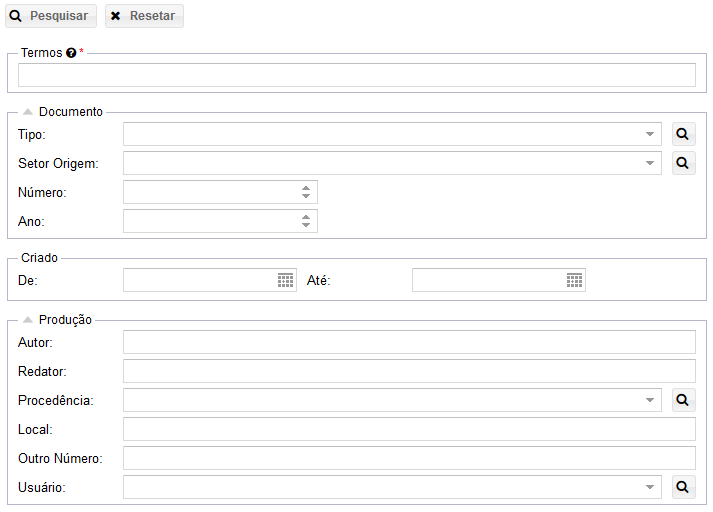 Pesquisar Resetar
Termos ? *
Documento
Tipo:
Setor Origem:
Número:
Ano:
Criado
De: Até:
Produção
Autor:
Redator:
Procedência:
Local:
Outro Número:
Usuário: